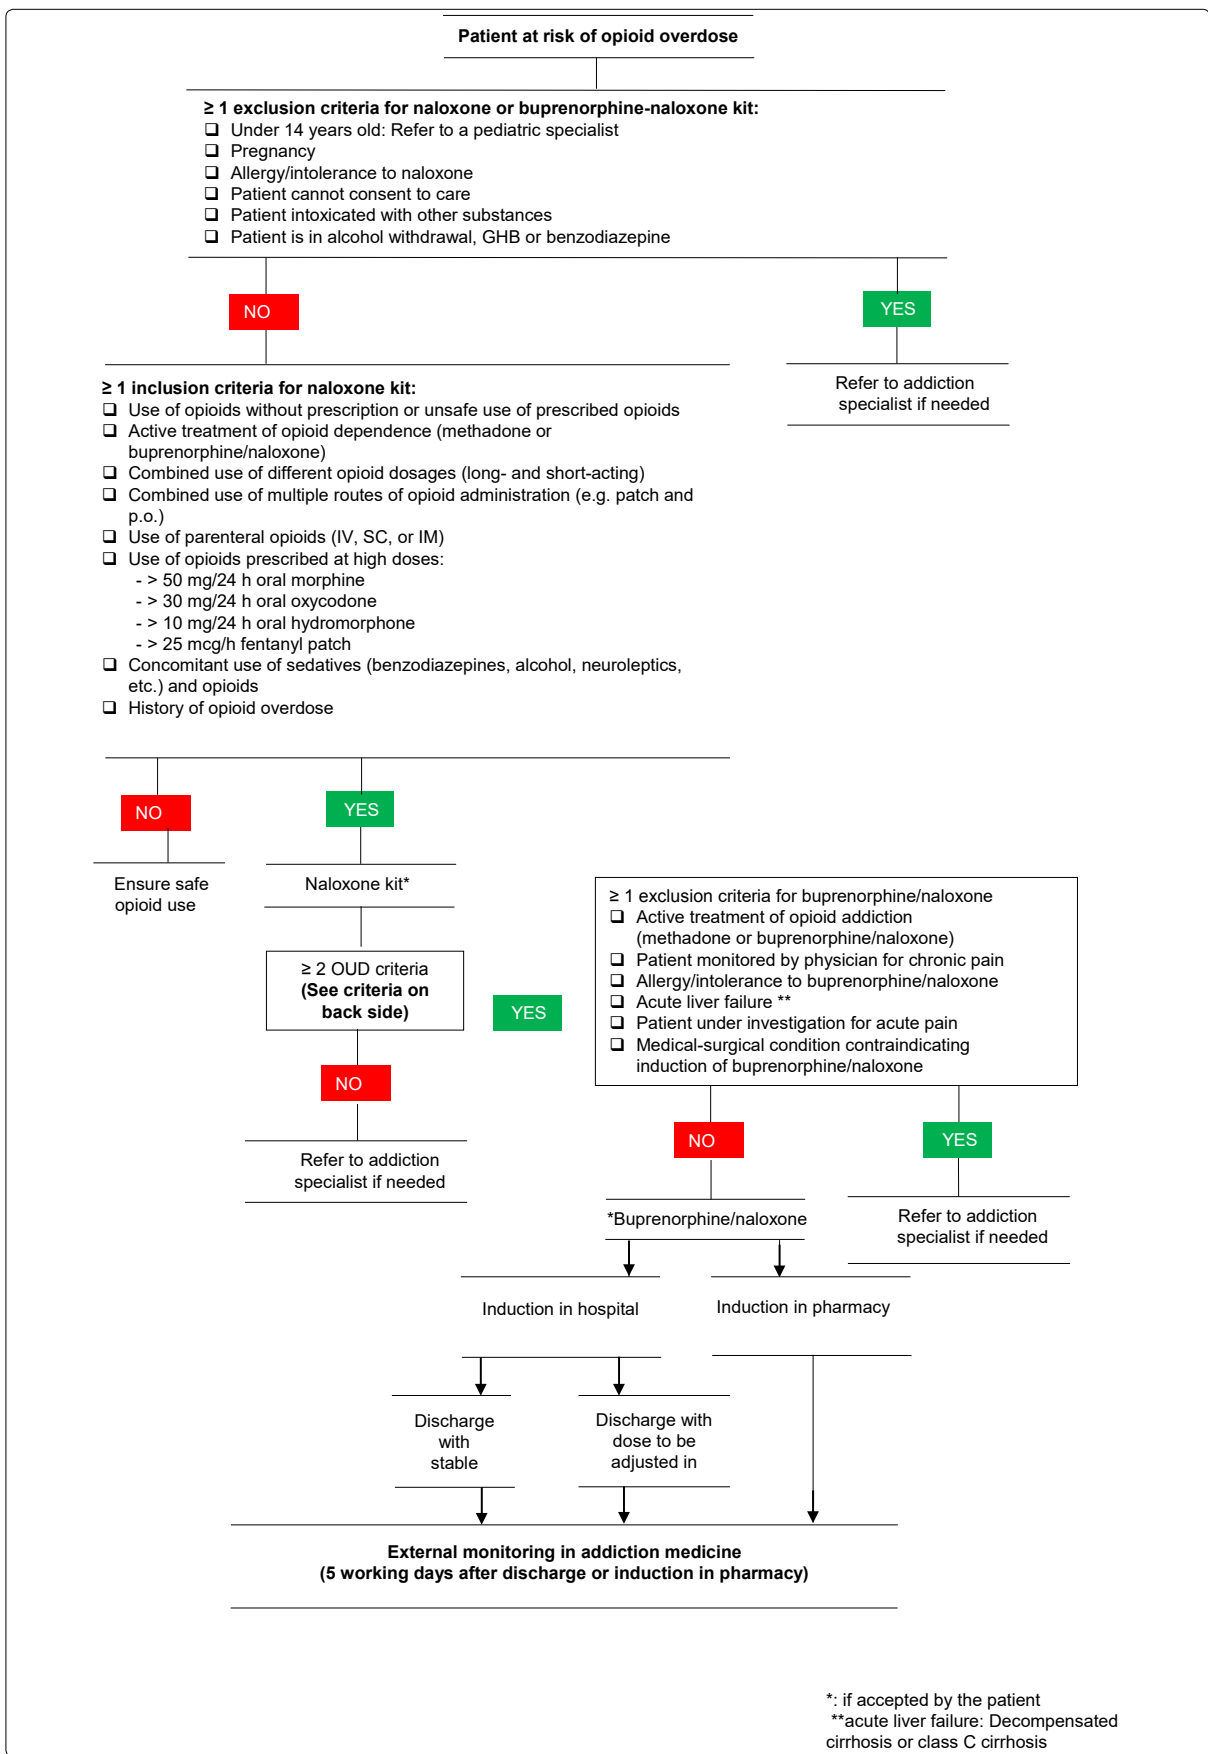 Patient at risk of opioid overdose
≥ 1 exclusion criteria for naloxone or buprenorphine-naloxone kit:
❑ Under 14 years old: Refer to a pediatric specialist
❑ Pregnancy
❑ Allergy/intolerance to naloxone
❑ Patient cannot consent to care
❑ Patient intoxicated with other substances
❑ Patient is in alcohol withdrawal, GHB or benzodiazepine
NO
YES
Refer to addiction
specialist if needed
≥ 1 inclusion criteria for naloxone kit:
❑ Use of opioids without prescription or unsafe use of prescribed opioids
❑ Active treatment of opioid dependence (methadone or
buprenorphine/naloxone)
❑ Combined use of different opioid dosages (long- and short-acting)
❑ Combined use of multiple routes of opioid administration (e.g. patch and
p.o.)
❑ Use of parenteral opioids (IV, SC, or IM)
❑ Use of opioids prescribed at high doses:
- > 50 mg/24 h oral morphine
- > 30 mg/24 h oral oxycodone
- > 10 mg/24 h oral hydromorphone
- > 25 mcg/h fentanyl patch
❑ Concomitant use of sedatives (benzodiazepines, alcohol, neuroleptics,
etc.) and opioids
❑ History of opioid overdose
NO
YES
Ensure safe
opioid use
Naloxone kit*
≥ 2 OUD criteria
(See criteria on
back side)
YES
NO
Refer to addiction
specialist if needed
≥ 1 exclusion criteria for buprenorphine/naloxone
❑ Active treatment of opioid addiction
(methadone or buprenorphine/naloxone)
❑ Patient monitored by physician for chronic pain
❑ Allergy/intolerance to buprenorphine/naloxone
❑ Acute liver failure **
❑ Patient under investigation for acute pain
❑ Medical-surgical condition contraindicating
induction of buprenorphine/naloxone
NO
YES
*Buprenorphine/naloxone
Refer to addiction
specialist if needed
Induction in hospital
Induction in pharmacy
Discharge
with
stable
Discharge with
dose to be
adjusted in
External monitoring in addiction medicine
(5 working days after discharge or induction in pharmacy)
*: if accepted by the patient
**acute liver failure: Decompensated
cirrhosis or class C cirrhosis